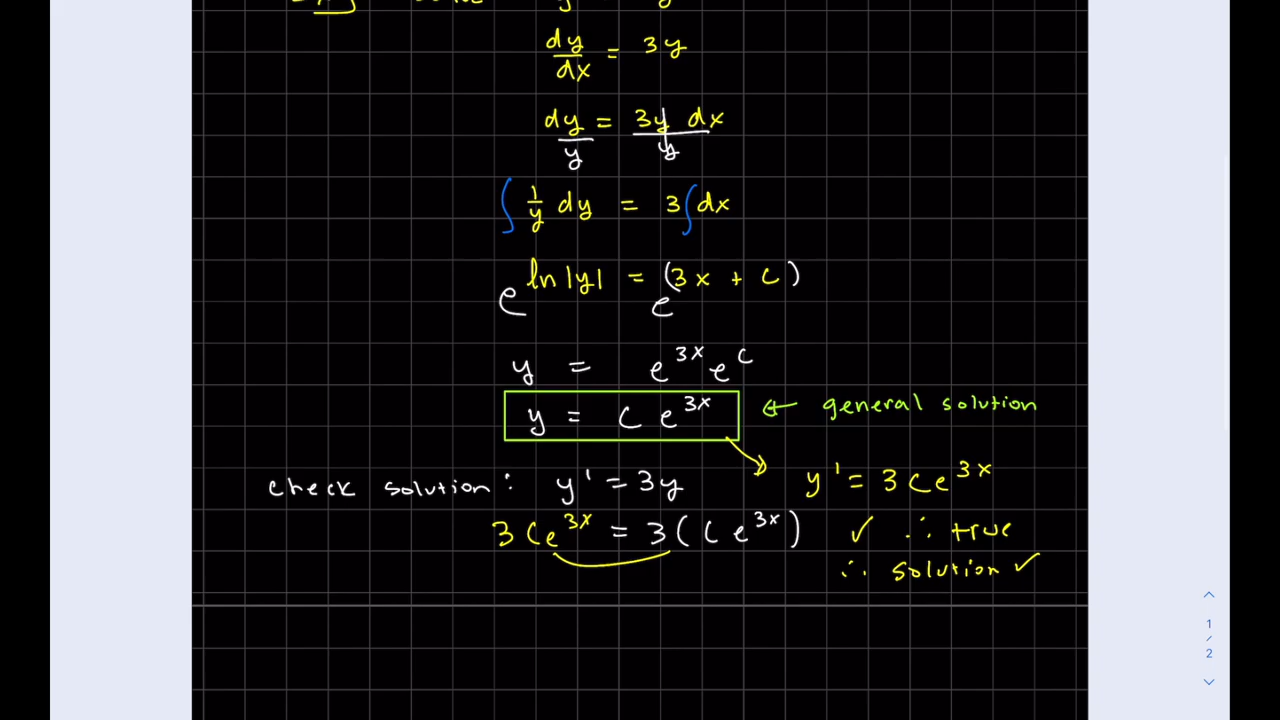 dy/dx = 3y
dy/y = 3y dx/y
∫ 1/y dy = 3∫dx
e^ln|y| = e^(3x + c)
y = e^3x e^c
y = C e^3x ← general solution
check solution: y' = 3y y' = 3Ce^3x
3Ce^3x = 3(Ce^3x) ✓ ∴ true
∴ solution ✓
1
/
2